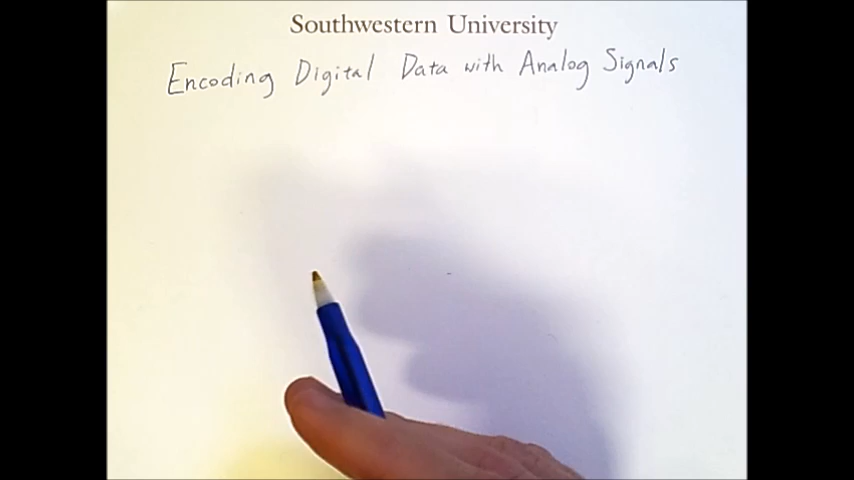 Southwestern University
Encoding Digital Data with Analog Signals